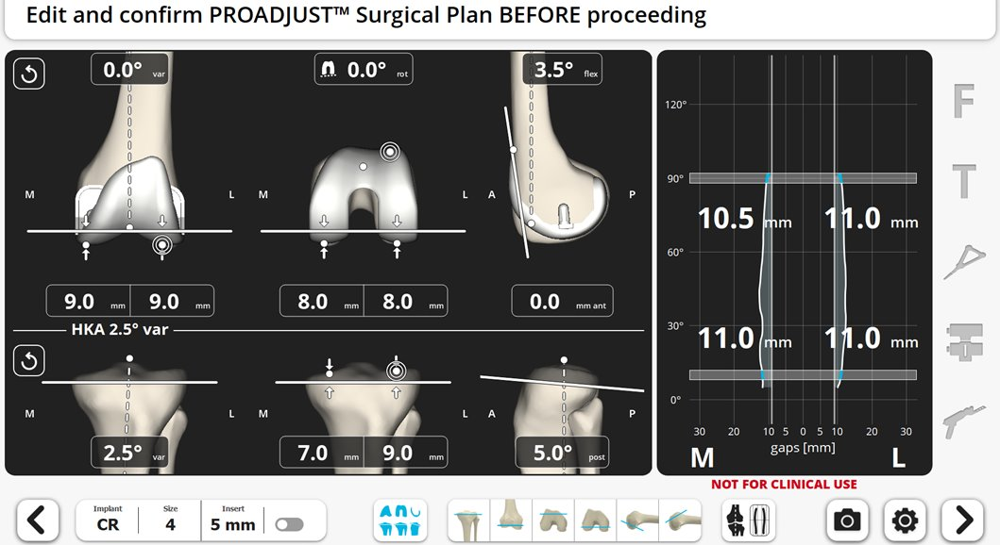 Edit and confirm PROADJUST™ Surgical Plan BEFORE proceeding
0.0° var
0.0° rot
3.5° flex
M L M L A P
9.0 mm 9.0 mm
8.0 mm 8.0 mm
0.0 mm ant
HKA 2.5° var
M L M L A P
2.5° var
7.0 mm 9.0 mm
5.0° post
120°
90°
10.5 mm 11.0 mm
60°
30°
11.0 mm 11.0 mm
0°
30 20 10 5 0 5 10 20 30
gaps [mm]
M L
F
T
NOT FOR CLINICAL USE
Implant Size Insert
CR 4 5 mm